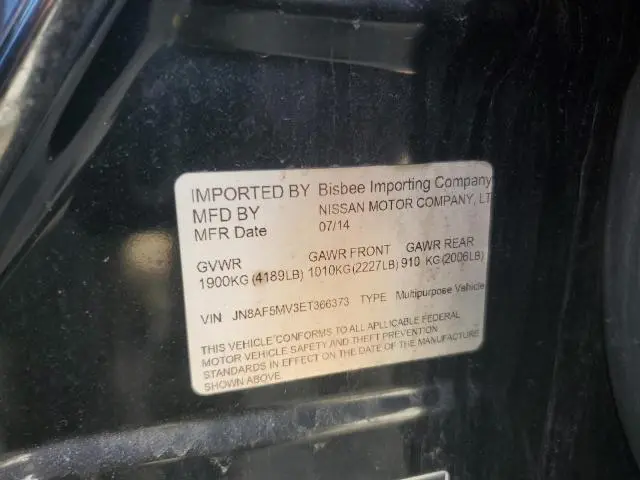 IMPORTED BY Bisbee Importing Company
MFD BY NISSAN MOTOR COMPANY, LT
MFR Date 07/14
GVWR GAWR FRONT GAWR REAR
1900KG (4189LB) 1010KG(2227LB) 910 KG(2006LB)
VIN JN8AF5MV3ET366373 TYPE Multipurpose Vehicle
THIS VEHICLE CONFORMS TO ALL APLLICABLE FEDERAL
MOTOR VEHICLE SAFETY AND THEFT PREVENTION
STANDARDS IN EFFECT ON THE DATE OF MANUFACTURE
SHOWN ABOVE.